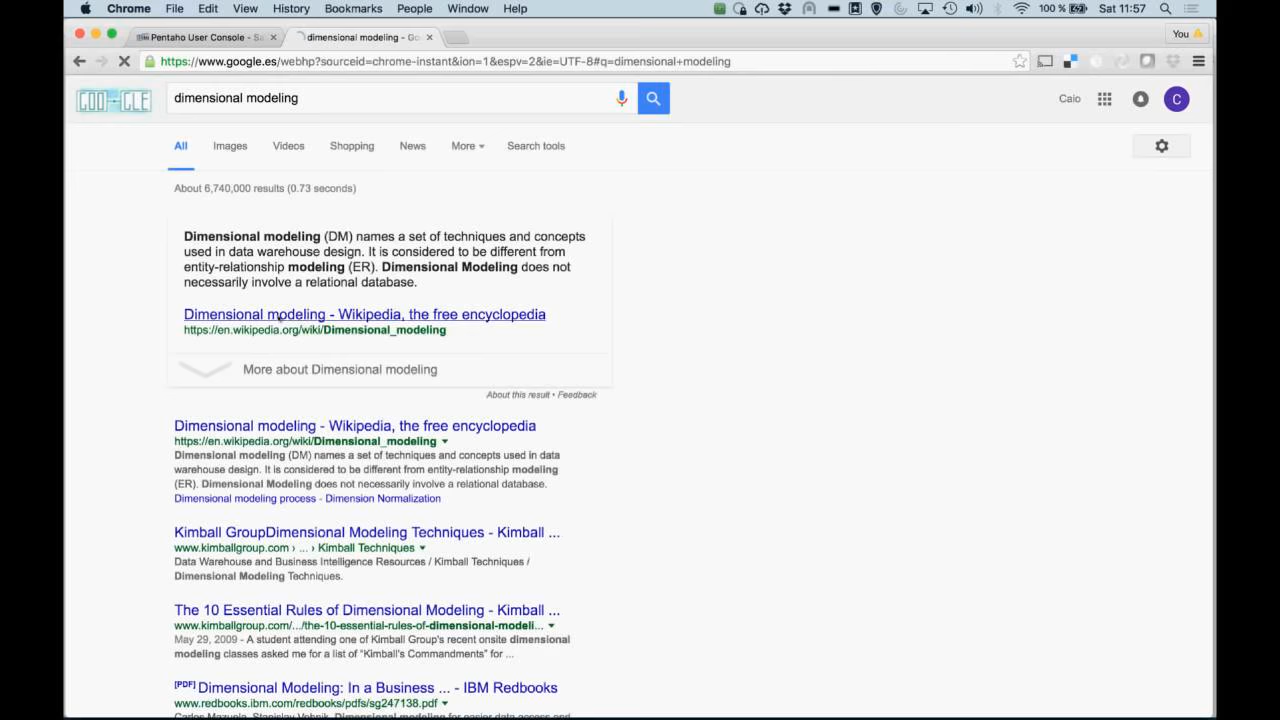 Chrome File Edit View History Bookmarks People Window Help 100 % Sat 11:57
Pentaho User Console - Sa dimensional modeling - Go You
https://www.google.es/webhp?sourceid=chrome-instant&ion=1&espv=2&ie=UTF-8#q=dimensional+modeling
GOOGLE dimensional modeling Caio C
All Images Videos Shopping News More Search tools
About 6,740,000 results (0.73 seconds)
Dimensional modeling (DM) names a set of techniques and concepts
used in data warehouse design. It is considered to be different from
entity-relationship modeling (ER). Dimensional Modeling does not
necessarily involve a relational database.
Dimensional modeling - Wikipedia, the free encyclopedia
https://en.wikipedia.org/wiki/Dimensional_modeling
More about Dimensional modeling
About this result • Feedback
Dimensional modeling - Wikipedia, the free encyclopedia
https://en.wikipedia.org/wiki/Dimensional_modeling
Dimensional modeling (DM) names a set of techniques and concepts used in data
warehouse design. It is considered to be different from entity-relationship modeling
(ER). Dimensional Modeling does not necessarily involve a relational database.
Dimensional modeling process - Dimension Normalization
Kimball GroupDimensional Modeling Techniques - Kimball ...
www.kimballgroup.com › ... › Kimball Techniques
Data Warehouse and Business Intelligence Resources / Kimball Techniques /
Dimensional Modeling Techniques.
The 10 Essential Rules of Dimensional Modeling - Kimball ...
www.kimballgroup.com/.../the-10-essential-rules-of-dimensional-modeli...
May 29, 2009 - A student attending one of Kimball Group's recent onsite dimensional
modeling classes asked me for a list of "Kimball's Commandments" for ...
[PDF] Dimensional Modeling: In a Business ... - IBM Redbooks
www.redbooks.ibm.com/redbooks/pdfs/sg247138.pdf